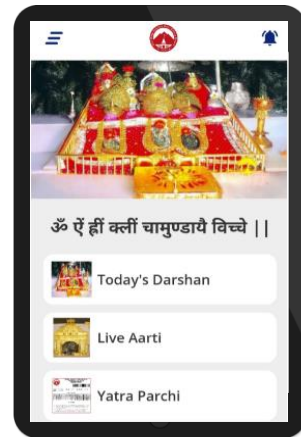 ॐ ऐं ह्रीं क्लीं चामुण्डायै विच्चे ||
Today's Darshan
Live Aarti
Yatra Parchi